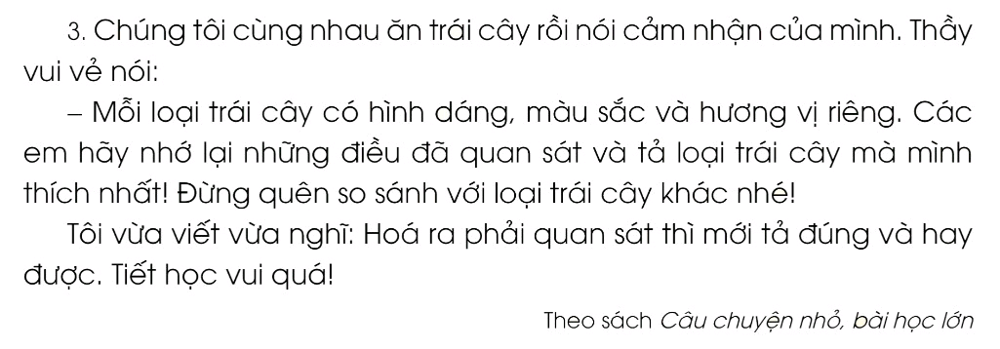 3. Chúng tôi cùng nhau ăn trái cây rồi nói cảm nhận của mình. Thầy
vui vẻ nói:
– Mỗi loại trái cây có hình dáng, màu sắc và hương vị riêng. Các
em hãy nhớ lại những điều đã quan sát và tả loại trái cây mà mình
thích nhất! Đừng quên so sánh với loại trái cây khác nhé!
Tôi vừa viết vừa nghĩ: Hoá ra phải quan sát thì mới tả đúng và hay
được. Tiết học vui quá!
Theo sách Câu chuyện nhỏ, bài học lớn